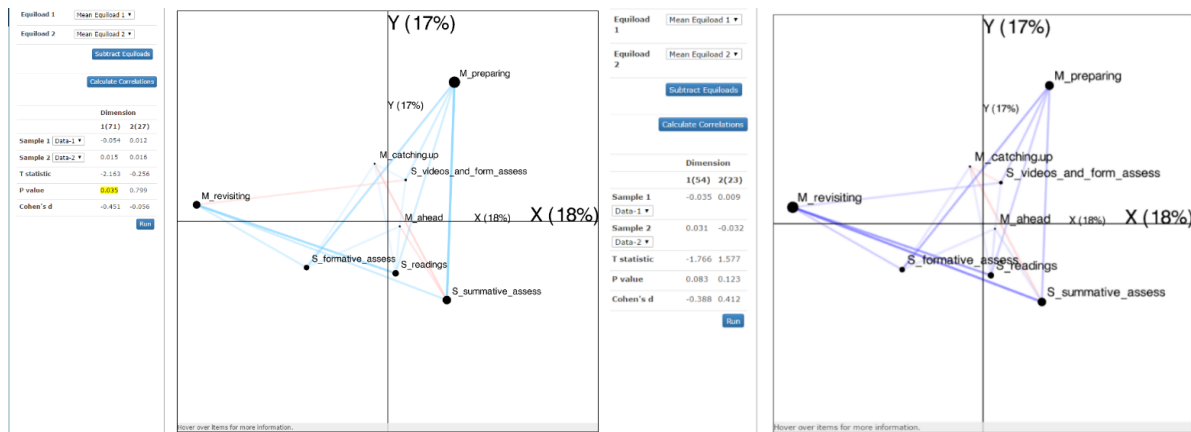 Equiload 1 Mean Equiload 1 ▼
Equiload 2 Mean Equiload 2 ▼
Subtract Equiloads
Calculate Correlations
Dimension
1(71) 2(27)
Sample 1 Data-1 ▼ -0.054 0.012
Sample 2 Data-2 ▼ 0.015 0.016
T statistic -2.163 -0.256
P value 0.035 0.799
Cohen's d -0.451 -0.056
Run
Y (17%)
M_preparing
Y (17%)
M_catching.up
S_videos_and_form_assess
M_revisiting
M_ahead
X (18%)
X (18%)
S_formative_assess
S_readings
S_summative_assess
Hover over items for more information.
Equiload
1
Mean Equiload 1 ▼
Equiload
2
Mean Equiload 2 ▼
Subtract Equiloads
Calculate Correlations
Dimension
1(54) 2(23)
Sample 1
Data-1 ▼
-0.035 0.009
Sample 2
Data-2 ▼
0.031 -0.032
T statistic -1.766 1.577
P value 0.083 0.123
Cohen's d -0.388 0.412
Run
Y (17%)
M_preparing
Y (17%)
M_catching.up
S_videos_and_form_assess
M_revisiting
M_ahead
X (18%)
X (18%)
S_formative_assess
S_readings
S_summative_assess
Hover over items for more information.